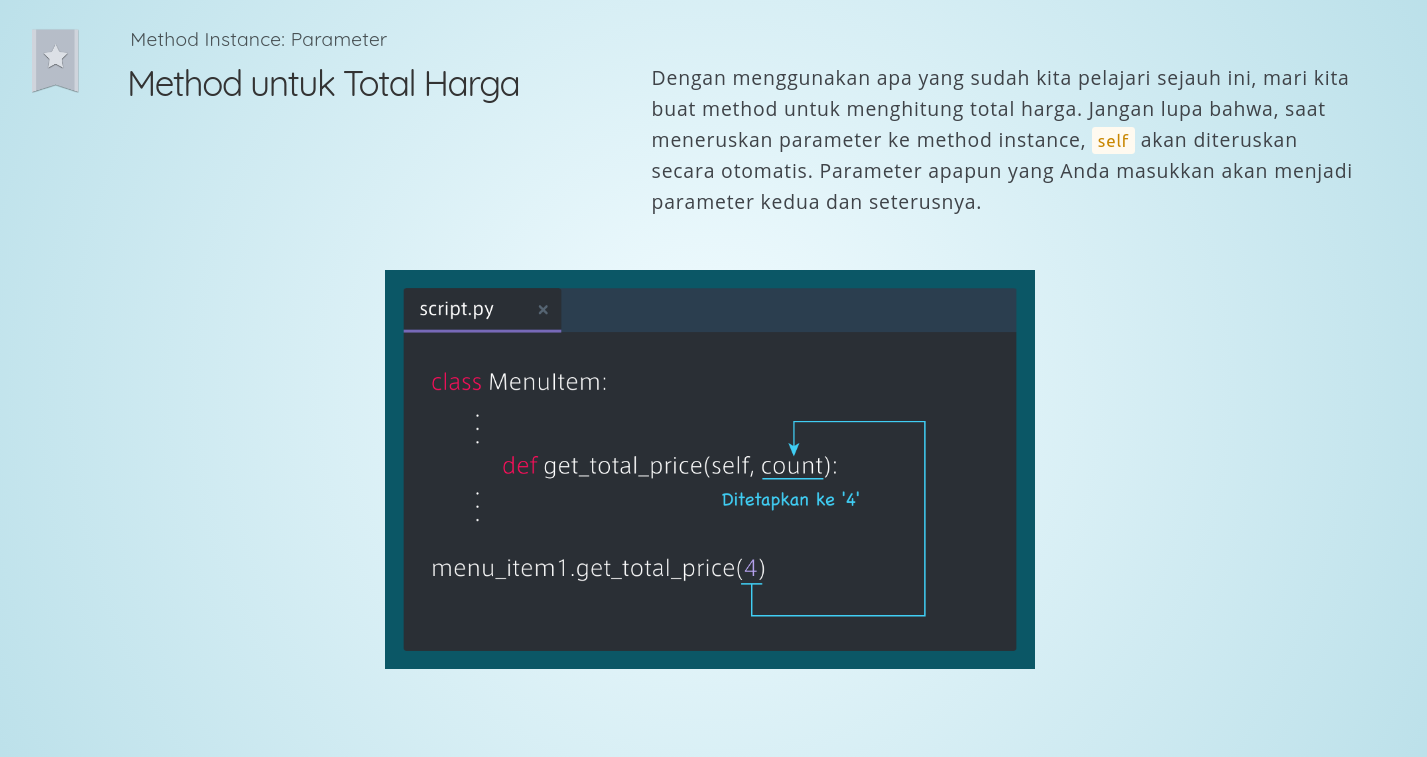 Method Instance: Parameter
Method untuk Total Harga
Dengan menggunakan apa yang sudah kita pelajari sejauh ini, mari kita
buat method untuk menghitung total harga. Jangan lupa bahwa, saat
meneruskan parameter ke method instance, self akan diteruskan
secara otomatis. Parameter apapun yang Anda masukkan akan menjadi
parameter kedua dan seterusnya.
script.py ×
class MenuItem:
def get_total_price(self, count):
Ditetapkan ke '4'
menu_item1.get_total_price(4)